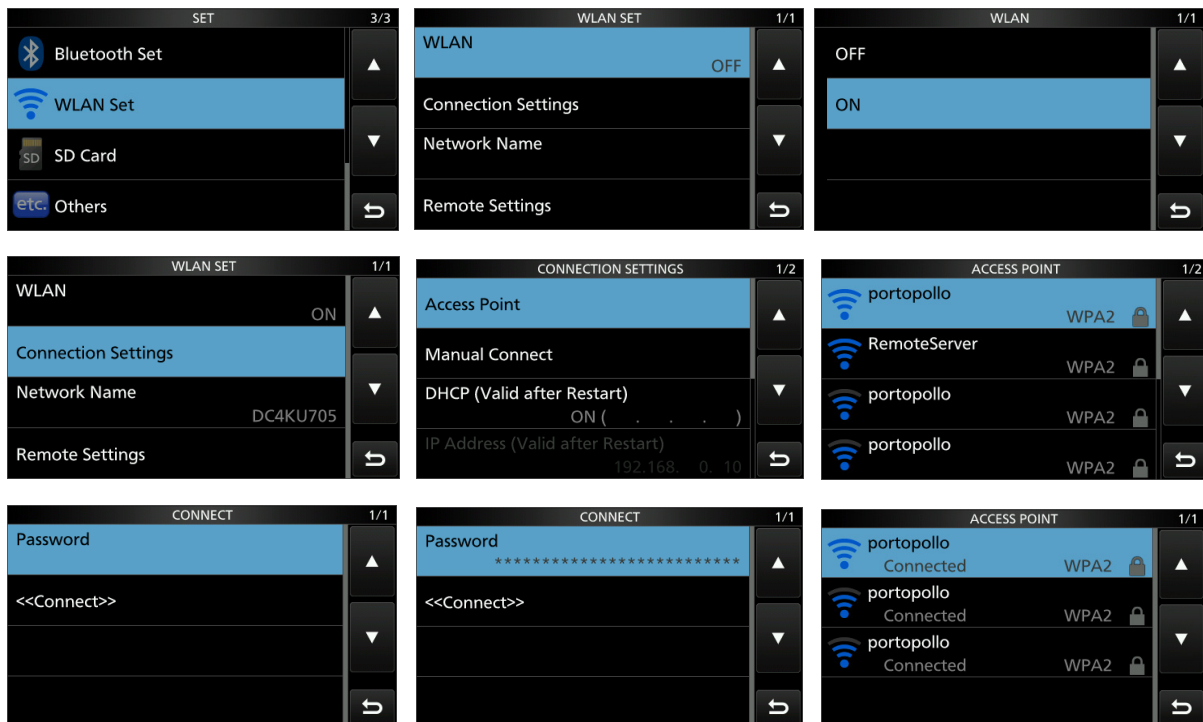 SET 3/3
Bluetooth Set
WLAN Set
SD SD Card
etc. Others
WLAN SET 1/1
WLAN
OFF
Connection Settings
Network Name
Remote Settings
WLAN 1/1
OFF
ON
WLAN SET 1/1
WLAN
ON
Connection Settings
Network Name
DC4KU705
Remote Settings
CONNECTION SETTINGS 1/2
Access Point
Manual Connect
DHCP (Valid after Restart)
ON ( . . . )
IP Address (Valid after Restart)
192.168. 0. 10
ACCESS POINT 1/2
portopollo
WPA2
RemoteServer
WPA2
portopollo
WPA2
portopollo
WPA2
CONNECT 1/1
Password
<<Connect>>
CONNECT 1/1
Password
**************************
<<Connect>>
ACCESS POINT 1/1
portopollo
Connected WPA2
portopollo
Connected WPA2
portopollo
Connected WPA2